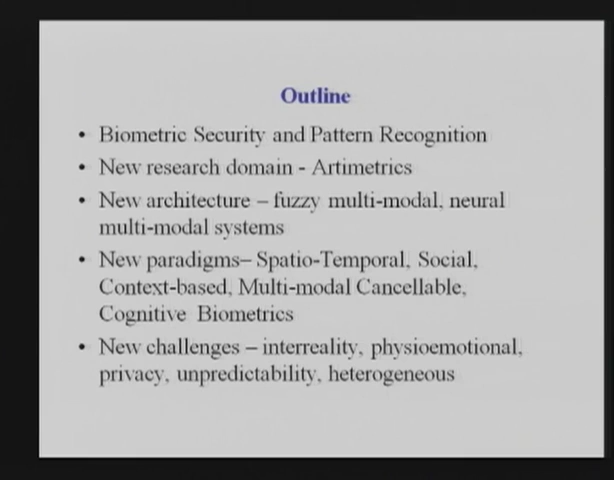 Outline
• Biometric Security and Pattern Recognition
• New research domain - Artimetrics
• New architecture – fuzzy multi-modal, neural
multi-modal systems
• New paradigms– Spatio-Temporal, Social,
Context-based, Multi-modal Cancellable,
Cognitive Biometrics
• New challenges – interreality, physioemotional,
privacy, unpredictability, heterogeneous